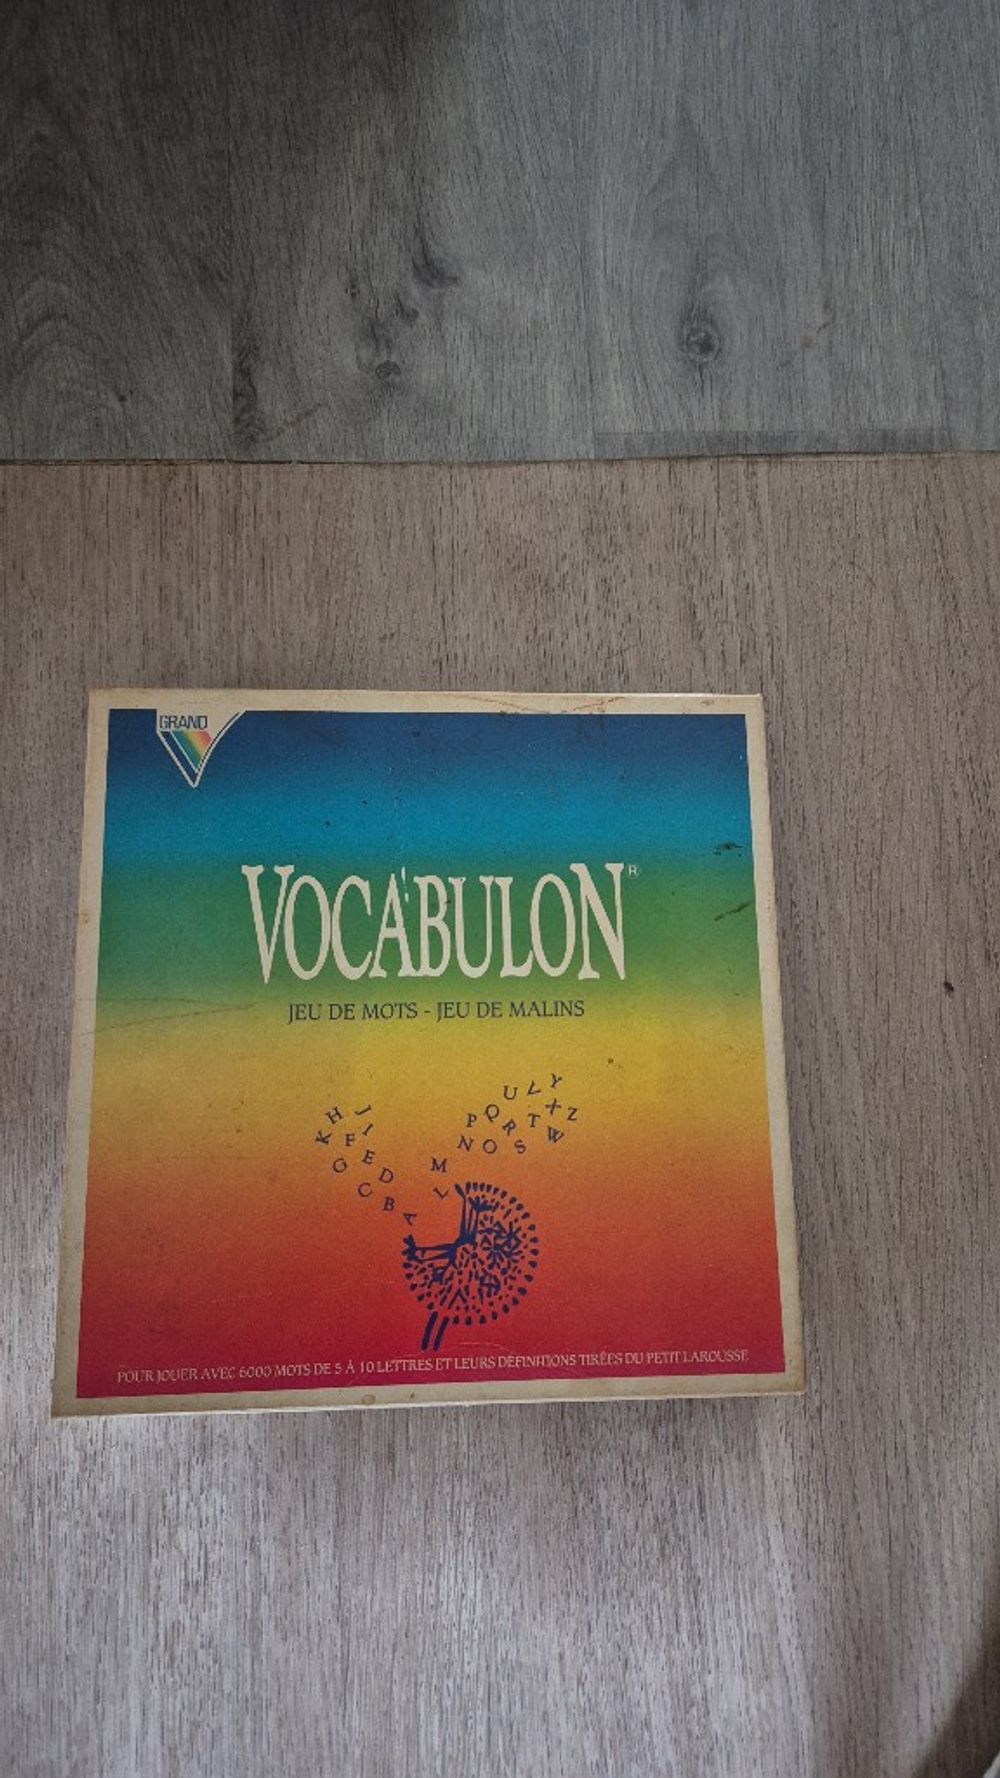 GRAND
VOCABULON®
JEU DE MOTS - JEU DE MALINS
A B C D E F G H I J K
L M N O P Q R S T U V W X Y Z
POUR JOUER AVEC 6000 MOTS DE 5 À 10 LETTRES ET LEURS DÉFINITIONS TIRÉES DU PETIT LAROUSSE